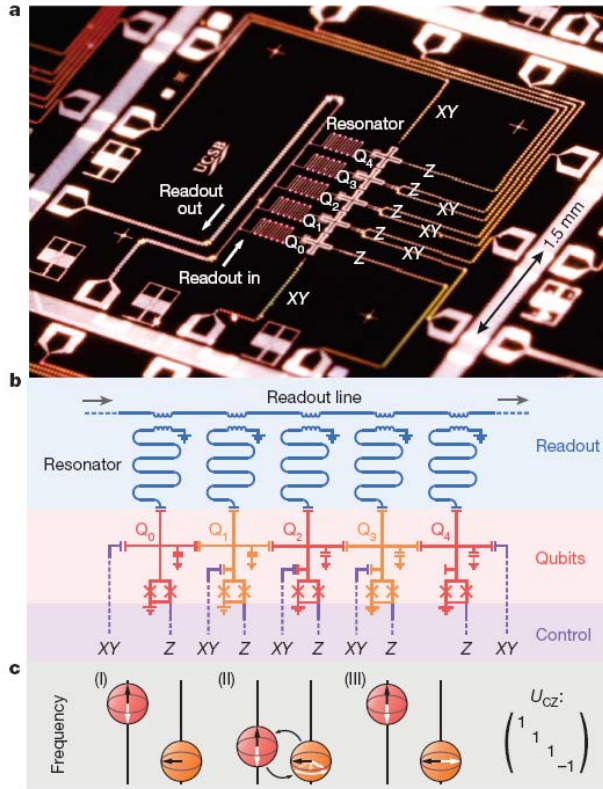 a
XY
Resonator
UCSB
Q4
Z
Q3
XY
Readout
out
Q2
Z
XY
Q1
Z
XY
Q0
Z
Readout in
Z
XY
1.5 mm
b
Readout line
Readout
Resonator
Q0 Q1 Q2 Q3 Q4
Qubits
Control
XY Z XY Z XY Z XY Z Z XY
c
(I) (II) (III)
Frequency
UCZ:
1
1
1
−1